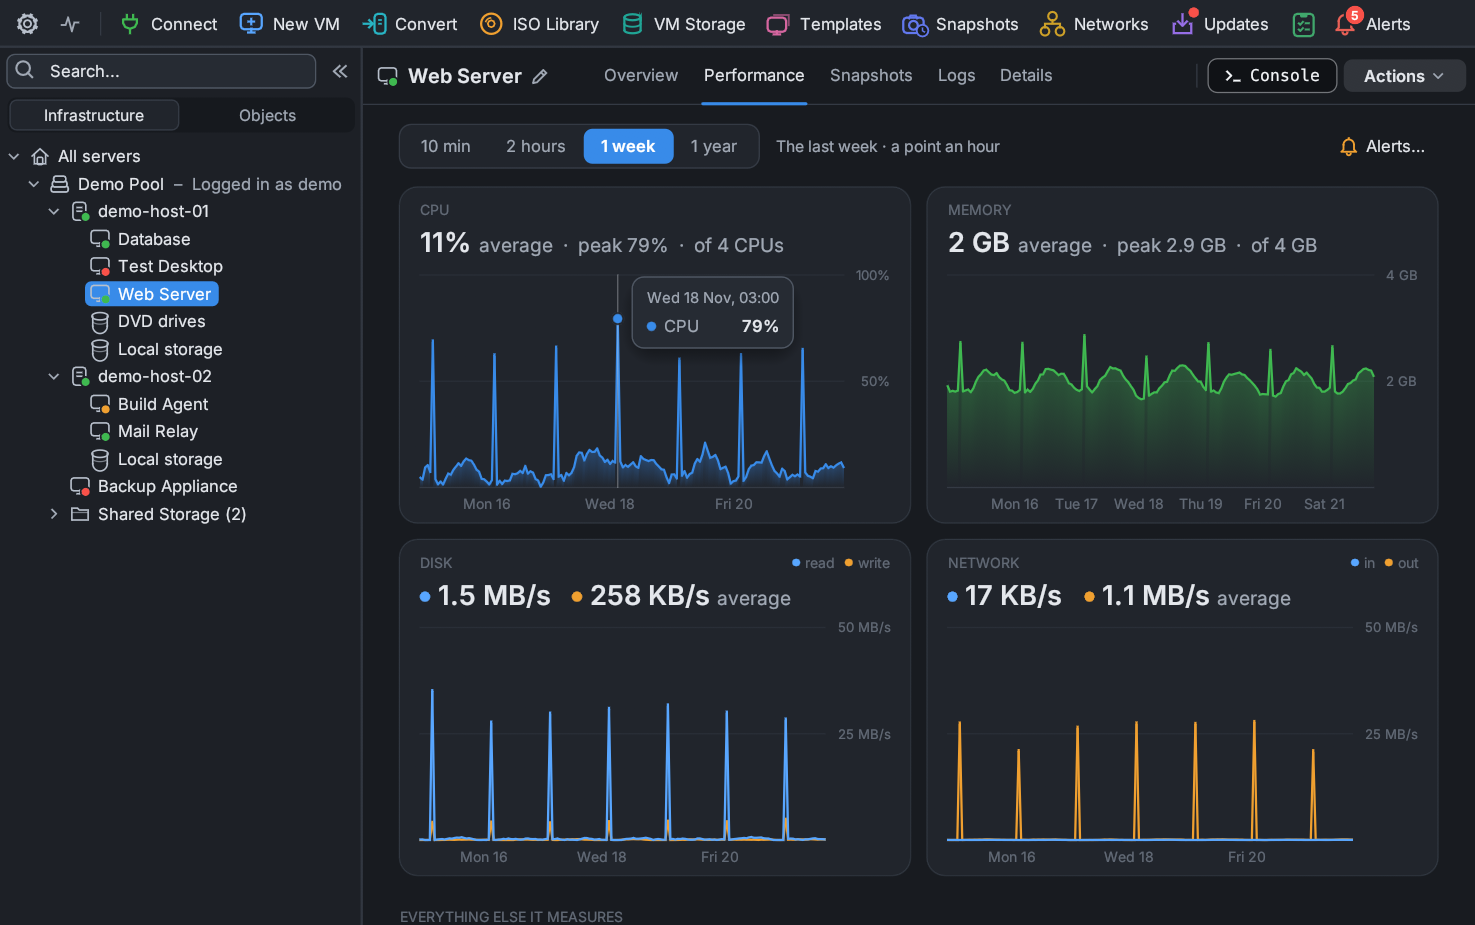 Connect
New VM
Convert
ISO Library
VM Storage
Templates
Snapshots
Networks
Updates
5
Alerts
Search...
Infrastructure
Objects
All servers
Demo Pool – Logged in as demo
demo-host-01
Database
Test Desktop
Web Server
DVD drives
Local storage
demo-host-02
Build Agent
Mail Relay
Local storage
Backup Appliance
Shared Storage (2)
Web Server
Overview
Performance
Snapshots
Logs
Details
>_ Console
Actions
10 min
2 hours
1 week
1 year
The last week · a point an hour
Alerts...
CPU
11% average · peak 79% · of 4 CPUs
100%
50%
Wed 18 Nov, 03:00
CPU 79%
Mon 16
Wed 18
Fri 20
MEMORY
2 GB average · peak 2.9 GB · of 4 GB
4 GB
2 GB
Mon 16
Tue 17
Wed 18
Thu 19
Fri 20
Sat 21
DISK
read
write
1.5 MB/s 258 KB/s average
50 MB/s
25 MB/s
Mon 16
Wed 18
Fri 20
NETWORK
in
out
17 KB/s 1.1 MB/s average
50 MB/s
25 MB/s
Mon 16
Wed 18
Fri 20
EVERYTHING ELSE IT MEASURES